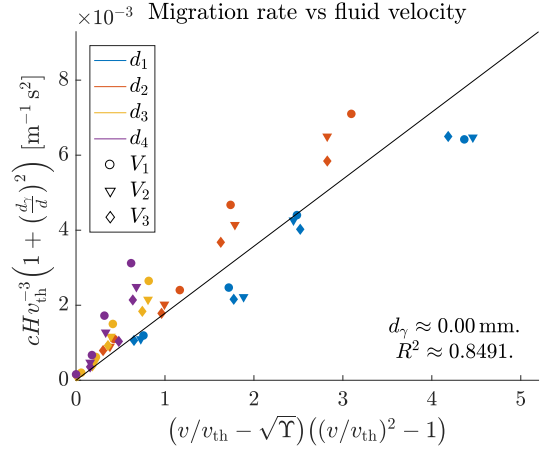 Migration rate vs fluid velocity
×10⁻³
cHv_th⁻³(1 + (d_γ/d)²) [m⁻¹ s²]
8
6
4
2
0
d₁
d₂
d₃
d₄
V₁
V₂
V₃
d_γ ≈ 0.00 mm.
R² ≈ 0.8491.
0 1 2 3 4 5
(v/v_th − √Υ)((v/v_th)² − 1)